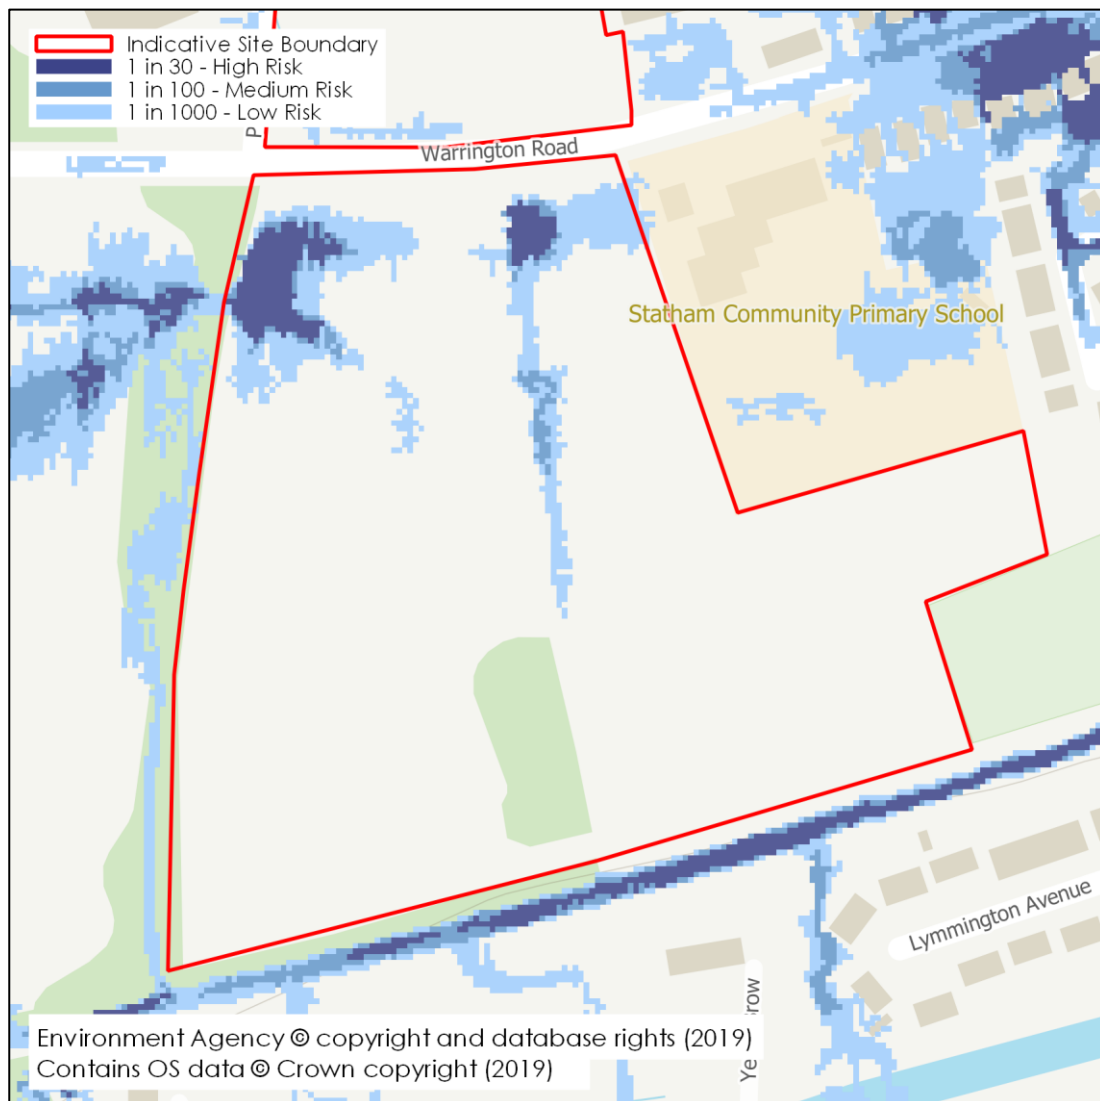 Indicative Site Boundary
1 in 30 - High Risk
1 in 100 - Medium Risk
1 in 1000 - Low Risk
Warrington Road
Statham Community Primary School
Lymmington Avenue
Environment Agency © copyright and database rights (2019)
Contains OS data © Crown copyright (2019)